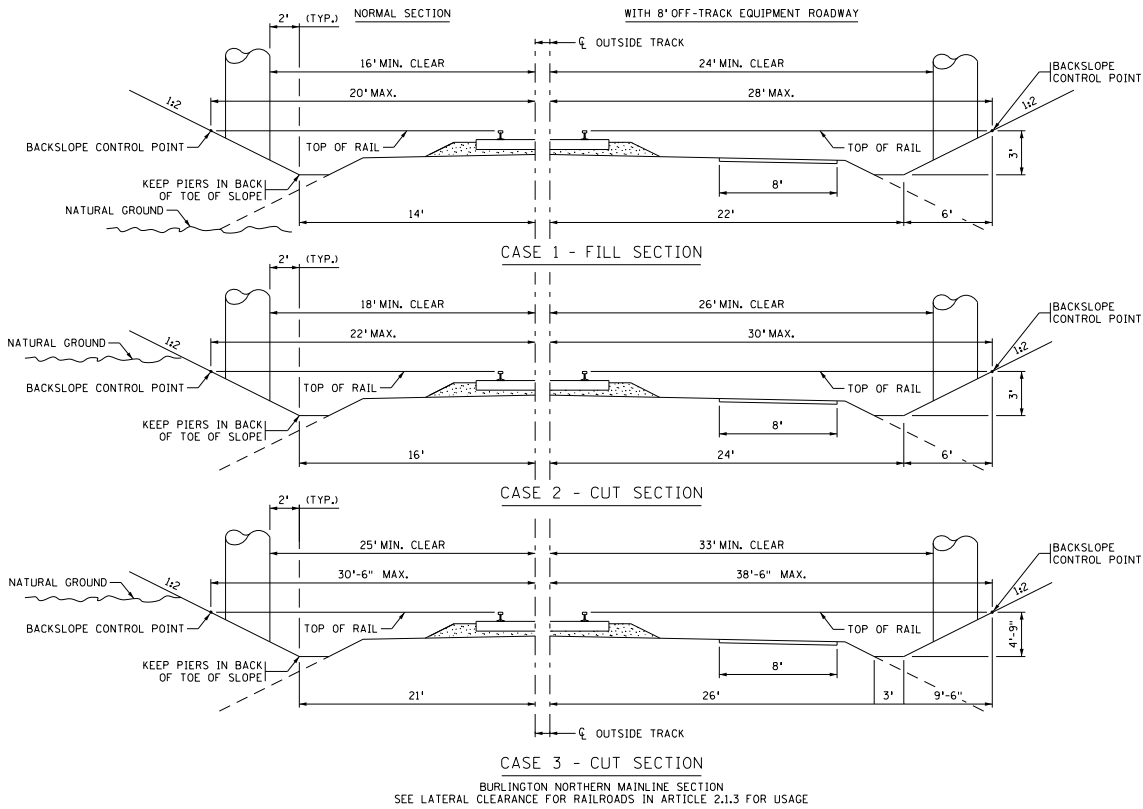 NORMAL SECTION
WITH 8' OFF-TRACK EQUIPMENT ROADWAY
2' (TYP.)
℄ OUTSIDE TRACK
16' MIN. CLEAR
24' MIN. CLEAR
BACKSLOPE
CONTROL POINT
20' MAX.
28' MAX.
1:2
1:2
BACKSLOPE CONTROL POINT
TOP OF RAIL
TOP OF RAIL
3'
KEEP PIERS IN BACK
OF TOE OF SLOPE
8'
NATURAL GROUND
14'
22'
6'
CASE 1 - FILL SECTION
2' (TYP.)
18' MIN. CLEAR
26' MIN. CLEAR
BACKSLOPE
CONTROL POINT
22' MAX.
30' MAX.
NATURAL GROUND
1:2
1:2
BACKSLOPE CONTROL POINT
TOP OF RAIL
TOP OF RAIL
3'
KEEP PIERS IN BACK
OF TOE OF SLOPE
8'
16'
24'
6'
CASE 2 - CUT SECTION
2' (TYP.)
25' MIN. CLEAR
33' MIN. CLEAR
BACKSLOPE
CONTROL POINT
30'-6" MAX.
38'-6" MAX.
NATURAL GROUND
1:2
1:2
BACKSLOPE CONTROL POINT
TOP OF RAIL
TOP OF RAIL
4'-9"
KEEP PIERS IN BACK
OF TOE OF SLOPE
8'
21'
26'
3'
9'-6"
℄ OUTSIDE TRACK
CASE 3 - CUT SECTION
BURLINGTON NORTHERN MAINLINE SECTION
SEE LATERAL CLEARANCE FOR RAILROADS IN ARTICLE 2.1.3 FOR USAGE